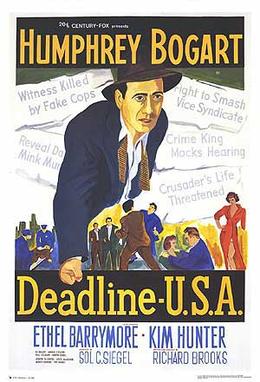 20th CENTURY-FOX presents
HUMPHREY BOGART
Witness Killed
by Fake Cops
Fight to Smash
Vice Syndicate!
Reveal
Mink
Crime King
Mocks Hearing
Crusader's Life
Threatened
Deadline-U.S.A.
ETHEL BARRYMORE · KIM HUNTER
SOL C. SIEGEL
RICHARD BROOKS